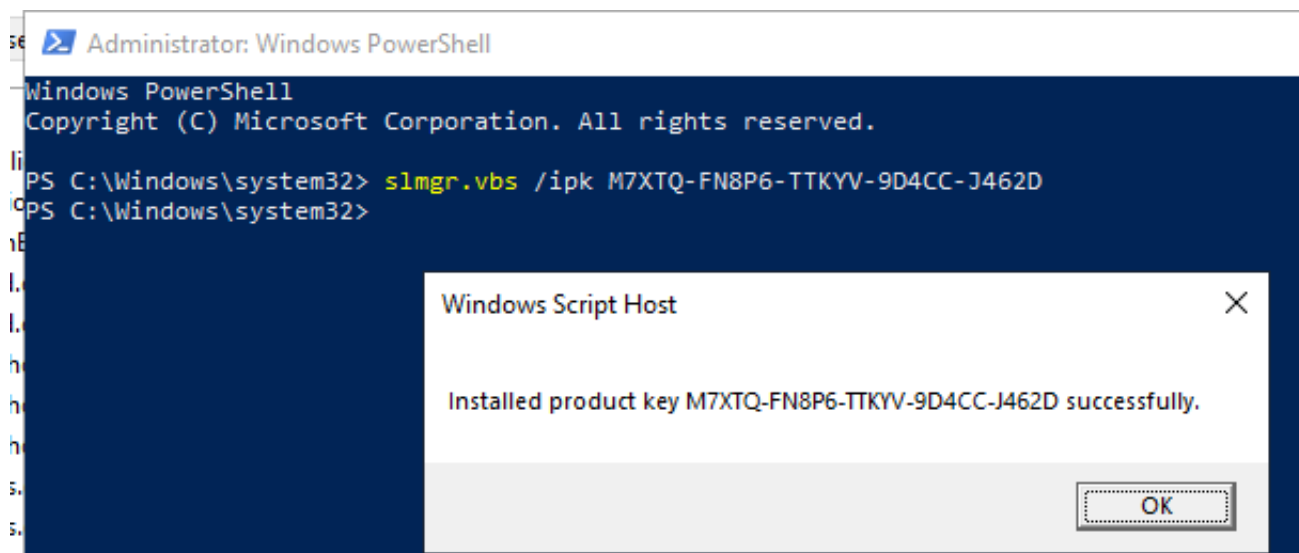 Administrator: Windows PowerShell
Windows PowerShell
Copyright (C) Microsoft Corporation. All rights reserved.
PS C:\Windows\system32> slmgr.vbs /ipk M7XTQ-FN8P6-TTKYV-9D4CC-J462D
PS C:\Windows\system32>
Windows Script Host
Installed product key M7XTQ-FN8P6-TTKYV-9D4CC-J462D successfully.
OK